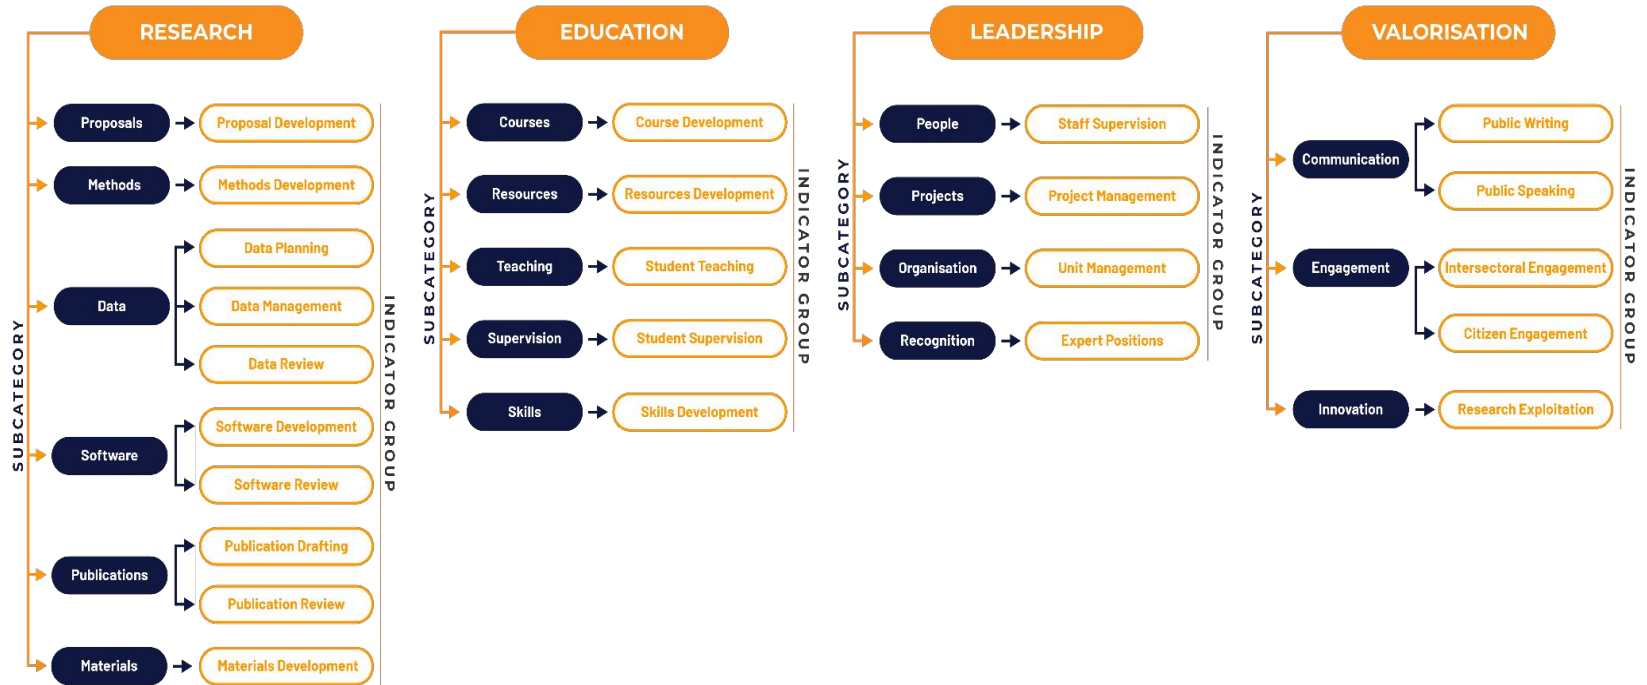 RESEARCH
SUBCATEGORY
Proposals
Proposal Development
Methods
Methods Development
Data
Data Planning
Data Management
Data Review
Software
Software Development
Software Review
Publications
Publication Drafting
Publication Review
Materials
Materials Development
INDICATOR GROUP
EDUCATION
SUBCATEGORY
Courses
Course Development
Resources
Resources Development
Teaching
Student Teaching
Supervision
Student Supervision
Skills
Skills Development
INDICATOR GROUP
LEADERSHIP
SUBCATEGORY
People
Staff Supervision
Projects
Project Management
Organisation
Unit Management
Recognition
Expert Positions
INDICATOR GROUP
VALORISATION
SUBCATEGORY
Communication
Public Writing
Public Speaking
Engagement
Intersectoral Engagement
Citizen Engagement
Innovation
Research Exploitation
INDICATOR GROUP